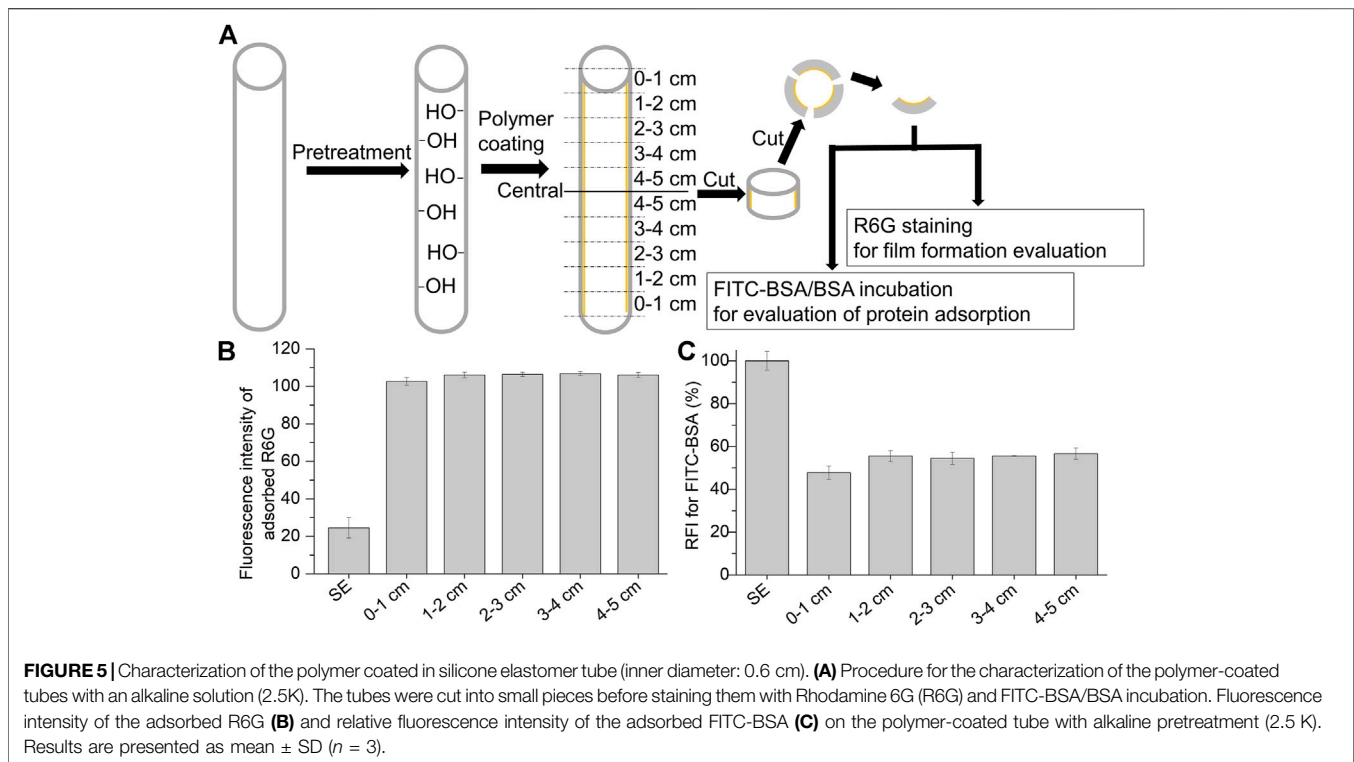 A
Pretreatment
HO-
-OH
HO-
-OH
HO-
-OH
Polymer
coating
Central
0-1 cm
1-2 cm
2-3 cm
3-4 cm
4-5 cm
4-5 cm
3-4 cm
2-3 cm
1-2 cm
0-1 cm
Cut
Cut
R6G staining
for film formation evaluation
FITC-BSA/BSA incubation
for evaluation of protein adsorption
B
Fluorescence intensity of
adsorbed R6G
120
100
80
60
40
20
0
SE
0-1 cm
1-2 cm
2-3 cm
3-4 cm
4-5 cm
C
RFI for FITC-BSA (%)
100
80
60
40
20
0
SE
0-1 cm
1-2 cm
2-3 cm
3-4 cm
4-5 cm
FIGURE 5 | Characterization of the polymer coated in silicone elastomer tube (inner diameter: 0.6 cm). (A) Procedure for the characterization of the polymer-coated
tubes with an alkaline solution (2.5K). The tubes were cut into small pieces before staining them with Rhodamine 6G (R6G) and FITC-BSA/BSA incubation. Fluorescence
intensity of the adsorbed R6G (B) and relative fluorescence intensity of the adsorbed FITC-BSA (C) on the polymer-coated tube with alkaline pretreatment (2.5 K).
Results are presented as mean ± SD (n = 3).